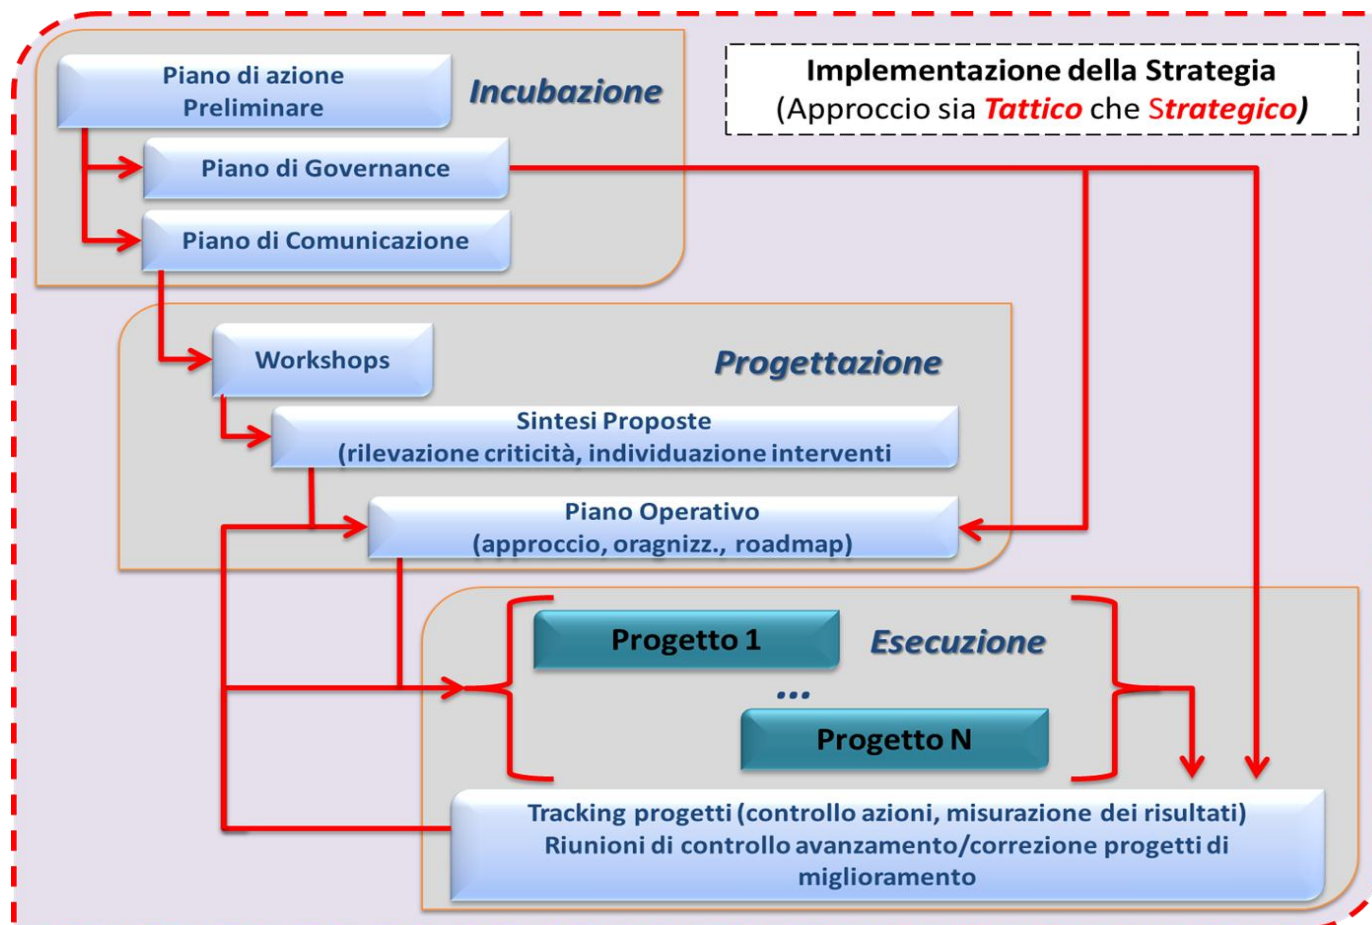 Piano di azione
Preliminare
Incubazione
Implementazione della Strategia
(Approccio sia Tattico che Strategico)
Piano di Governance
Piano di Comunicazione
Workshops
Progettazione
Sintesi Proposte
(rilevazione criticità, individuazione interventi
Piano Operativo
(approccio, oragnizz., roadmap)
Progetto 1
Esecuzione
...
Progetto N
Tracking progetti (controllo azioni, misurazione dei risultati)
Riunioni di controllo avanzamento/correzione progetti di
miglioramento